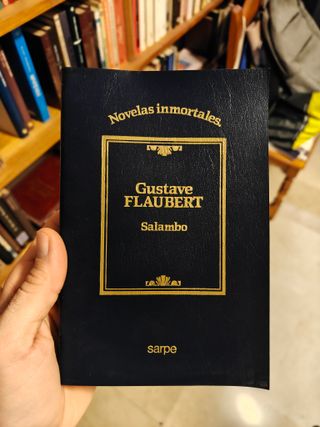 Novelas inmortales.
Gustave
FLAUBERT
Salambo
sarpe